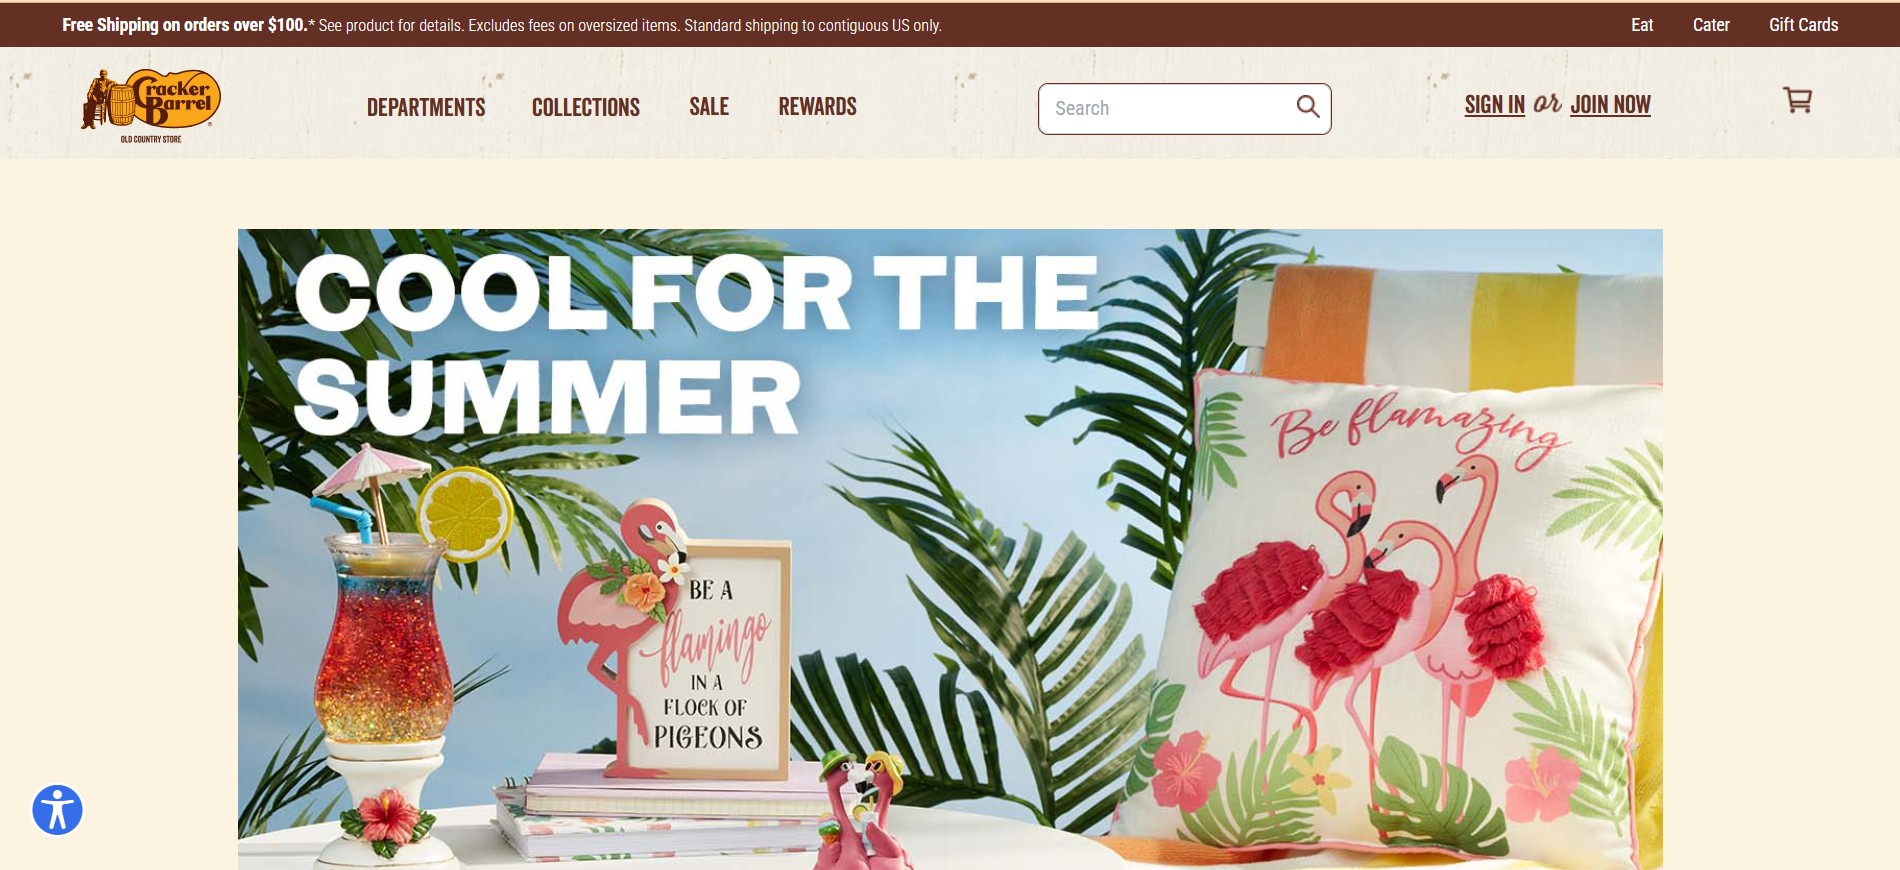 Free Shipping on orders over $100.* See product for details. Excludes fees on oversized items. Standard shipping to contiguous US only.
Eat
Cater
Gift Cards
Cracker
Barrel
OLD COUNTRY STORE
DEPARTMENTS
COLLECTIONS
SALE
REWARDS
Search
SIGN IN or JOIN NOW
COOL FOR THE
SUMMER
BE A
flamingo
IN A
FLOCK OF
PIGEONS
Be flamazing